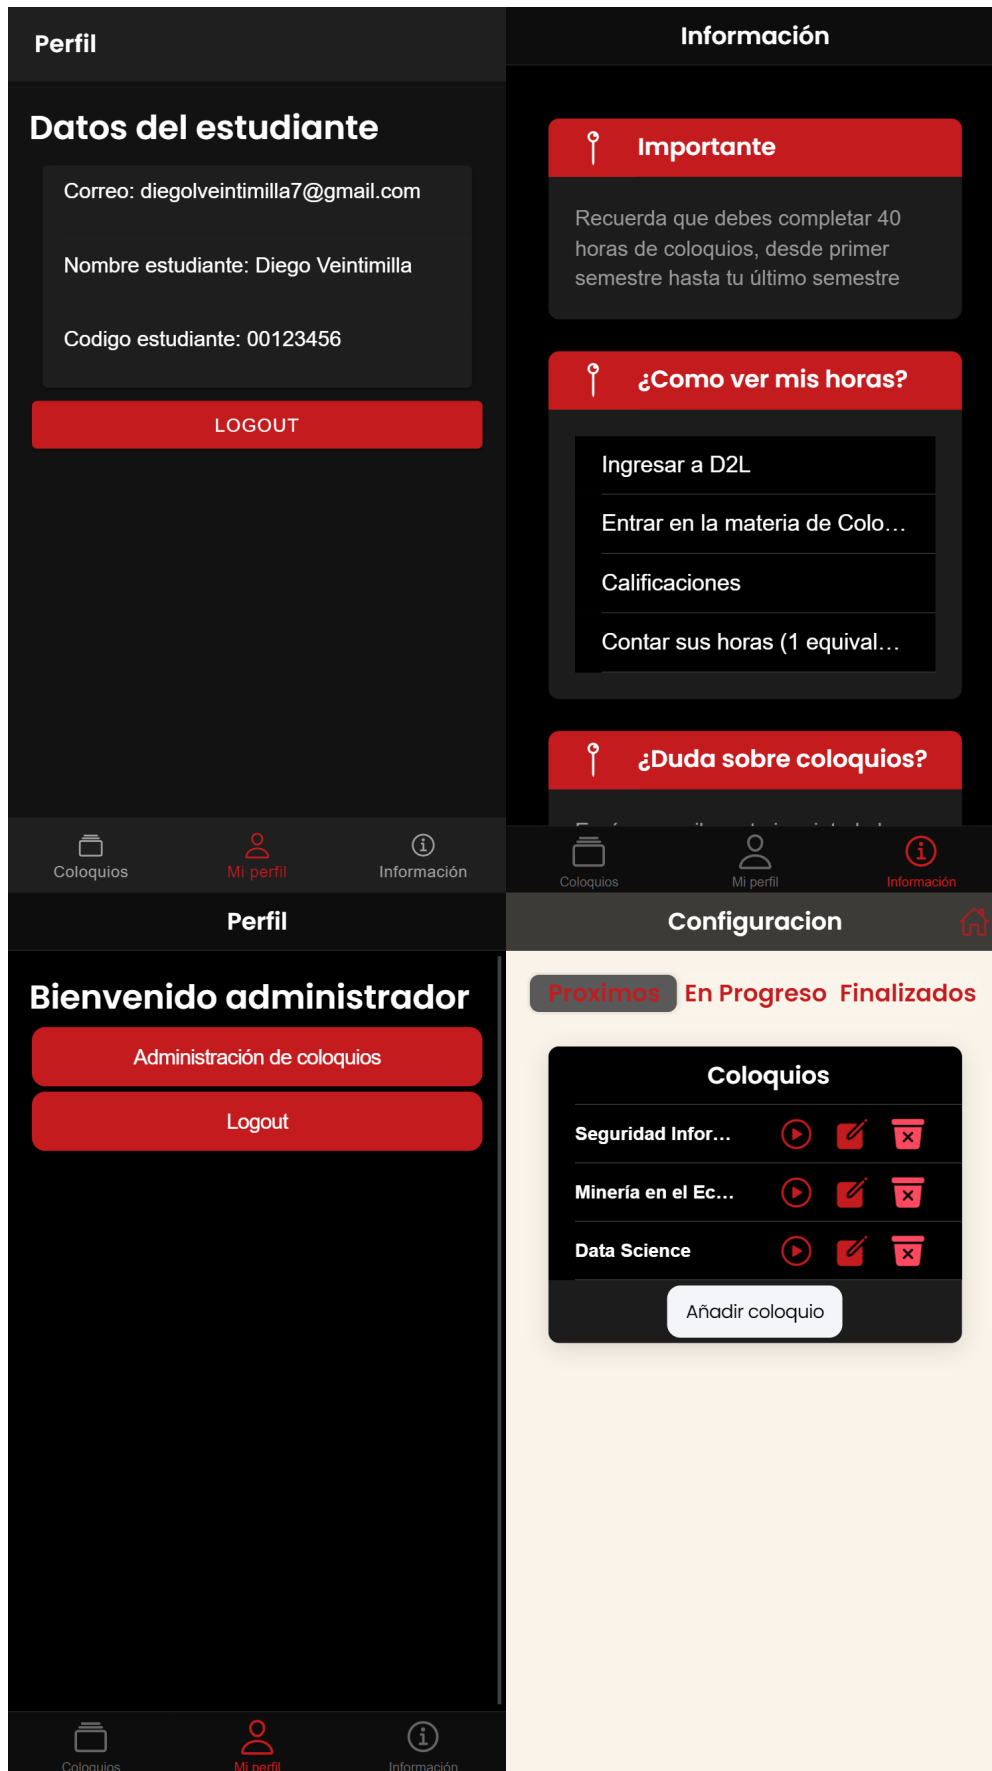 Perfil
Datos del estudiante
Correo: diegolveintimilla7@gmail.com
Nombre estudiante: Diego Veintimilla
Codigo estudiante: 00123456
LOGOUT
Coloquios
Mi perfil
Información
Información
Importante
Recuerda que debes completar 40
horas de coloquios, desde primer
semestre hasta tu último semestre
¿Como ver mis horas?
Ingresar a D2L
Entrar en la materia de Colo...
Calificaciones
Contar sus horas (1 equival...
¿Duda sobre coloquios?
Coloquios
Mi perfil
Información
Perfil
Bienvenido administrador
Administración de coloquios
Logout
Coloquios
Mi perfil
Información
Configuracion
Proximos
En Progreso
Finalizados
Coloquios
Seguridad Infor...
Minería en el Ec...
Data Science
Añadir coloquio